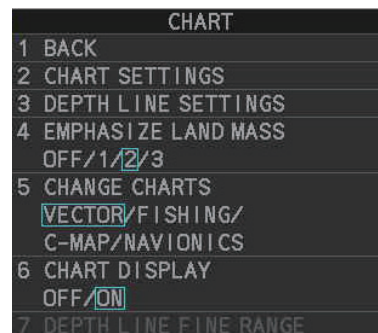 CHART
1 BACK
2 CHART SETTINGS
3 DEPTH LINE SETTINGS
4 EMPHASIZE LAND MASS
OFF/1/2/3
5 CHANGE CHARTS
VECTOR/FISHING/
C-MAP/NAVIONICS
6 CHART DISPLAY
OFF/ON
7 DEPTH LINE FINE RANGE